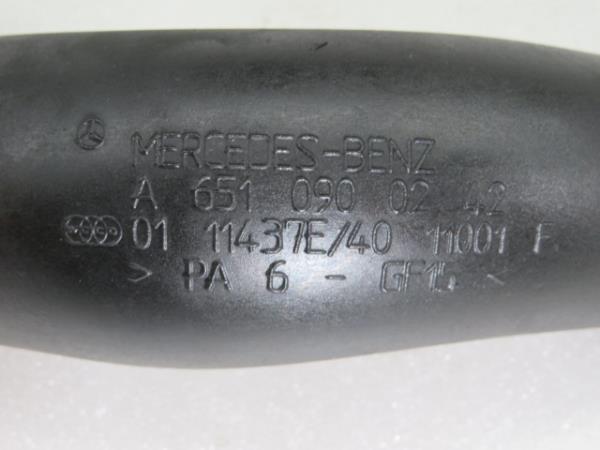 MERCEDES-BENZ
A 651 090 02 42
01 11437E/40 11001 F
> PA 6 - GF15 <